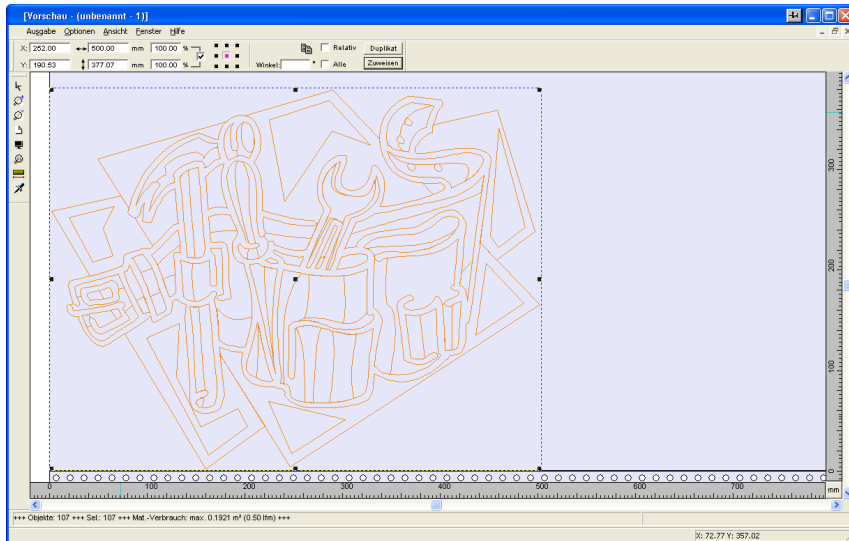 [Vorschau - (unbenannt - 1)]
Ausgabe Optionen Ansicht Fenster Hilfe
X: 252.00 500.00 mm 100.00 % Relativ Duplikat
Y: 190.53 377.07 mm 100.00 % Winkel: ° Alle Zuweisen
300
200
100
0
0 100 200 300 400 500 600 700 mm
+++ Objekte: 107 +++ Sel.: 107 +++ Mat.-Verbrauch: max. 0.1921 m² (0.50 lfm) +++
X: 72.77 Y: 357.02